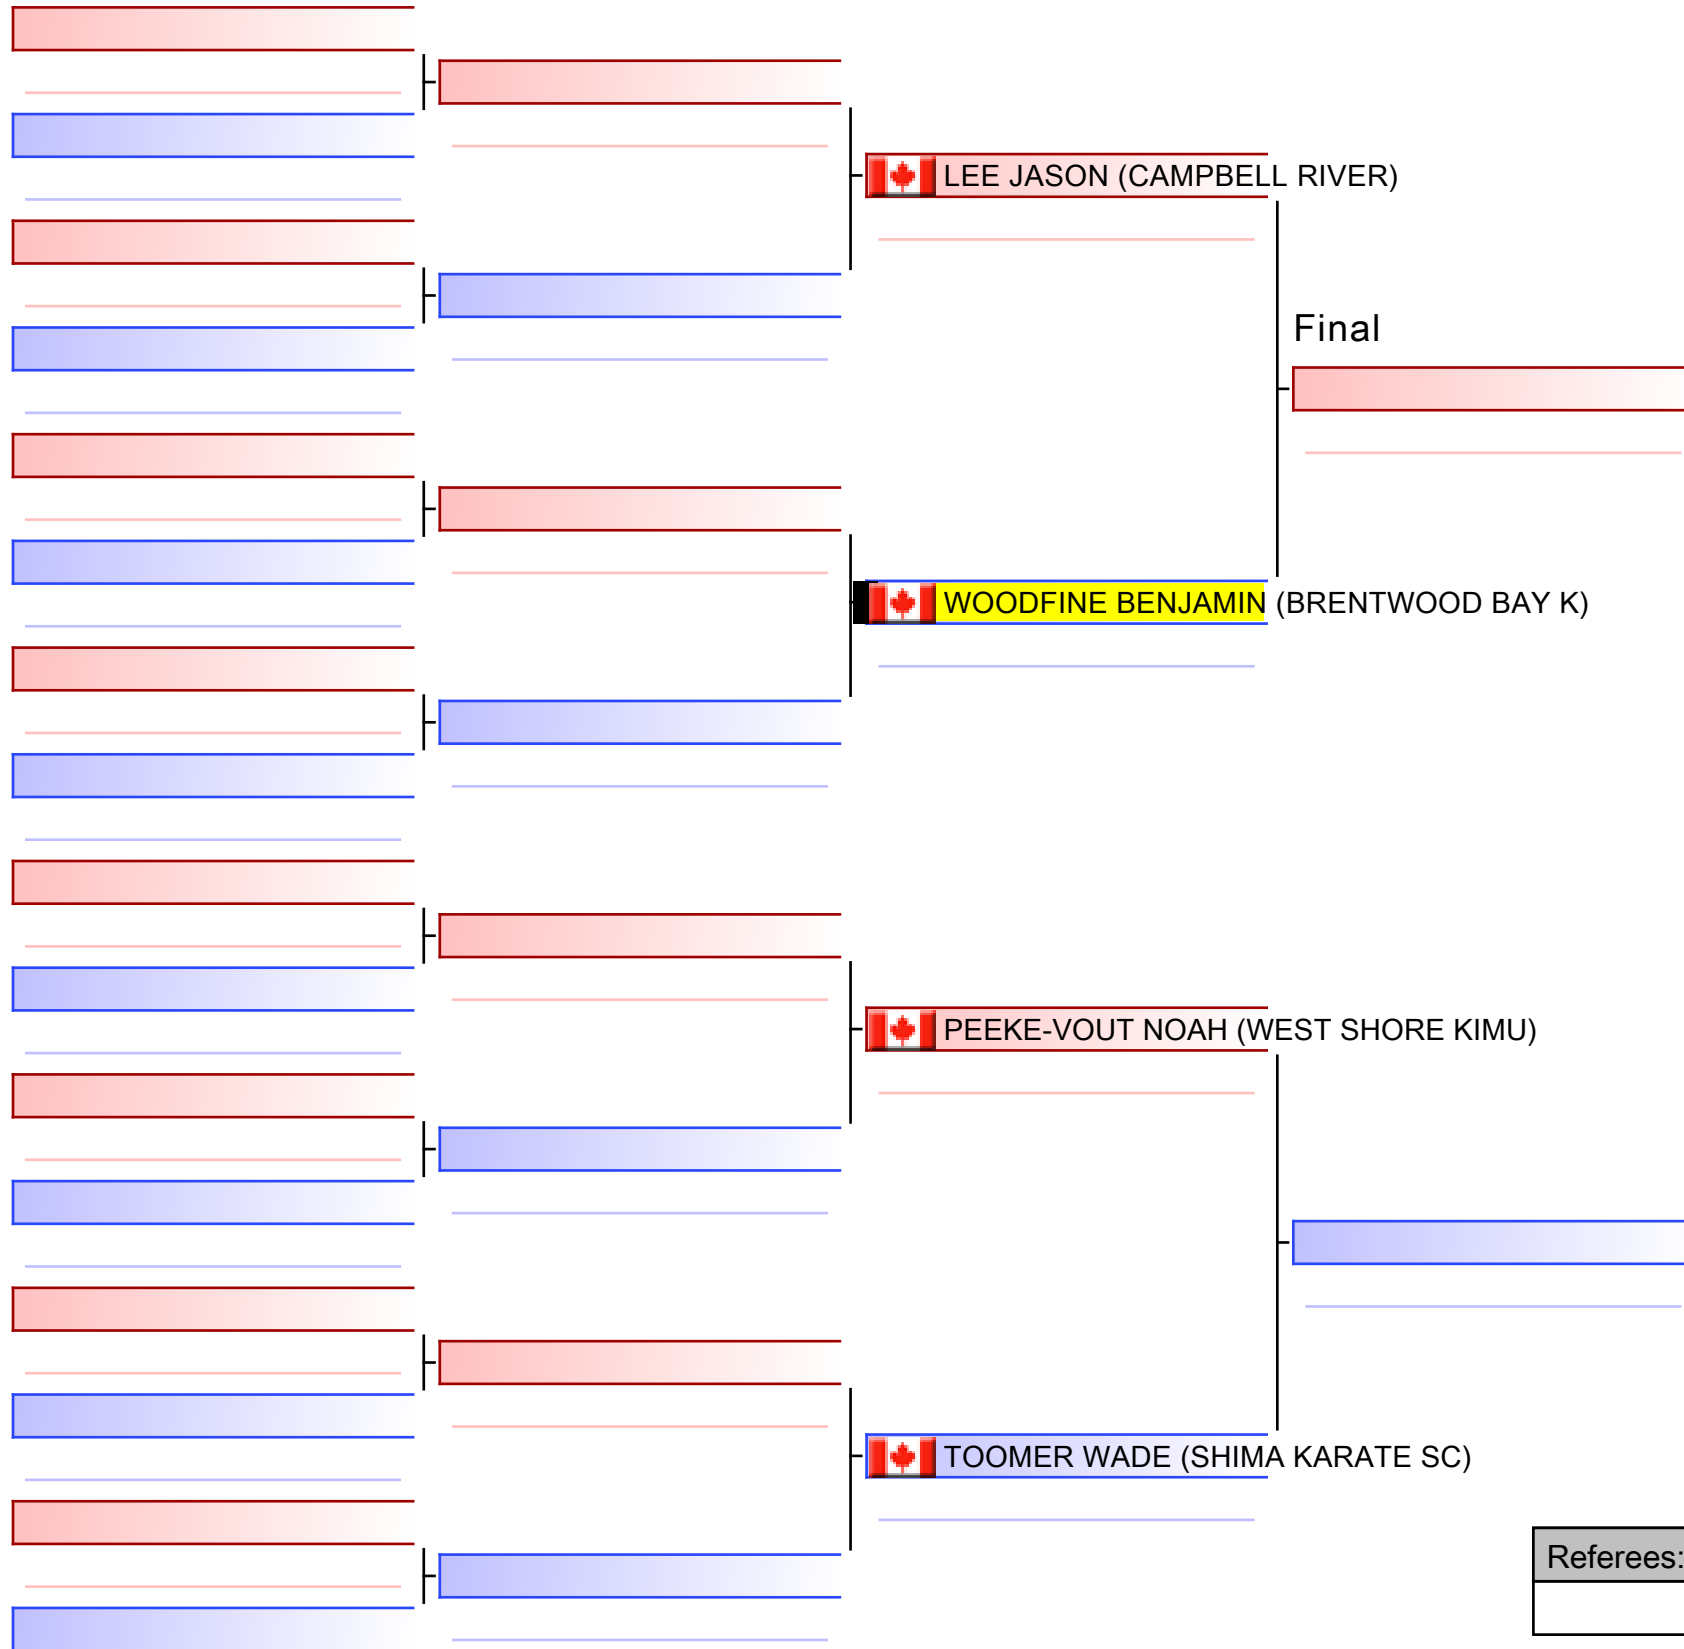 LEE JASON (CAMPBELL RIVER)
Final
WOODFINE BENJAMIN (BRENTWOOD BAY K)
PEEKE-VOUT NOAH (WEST SHORE KIMU)
TOOMER WADE (SHIMA KARATE SC)
Referees: